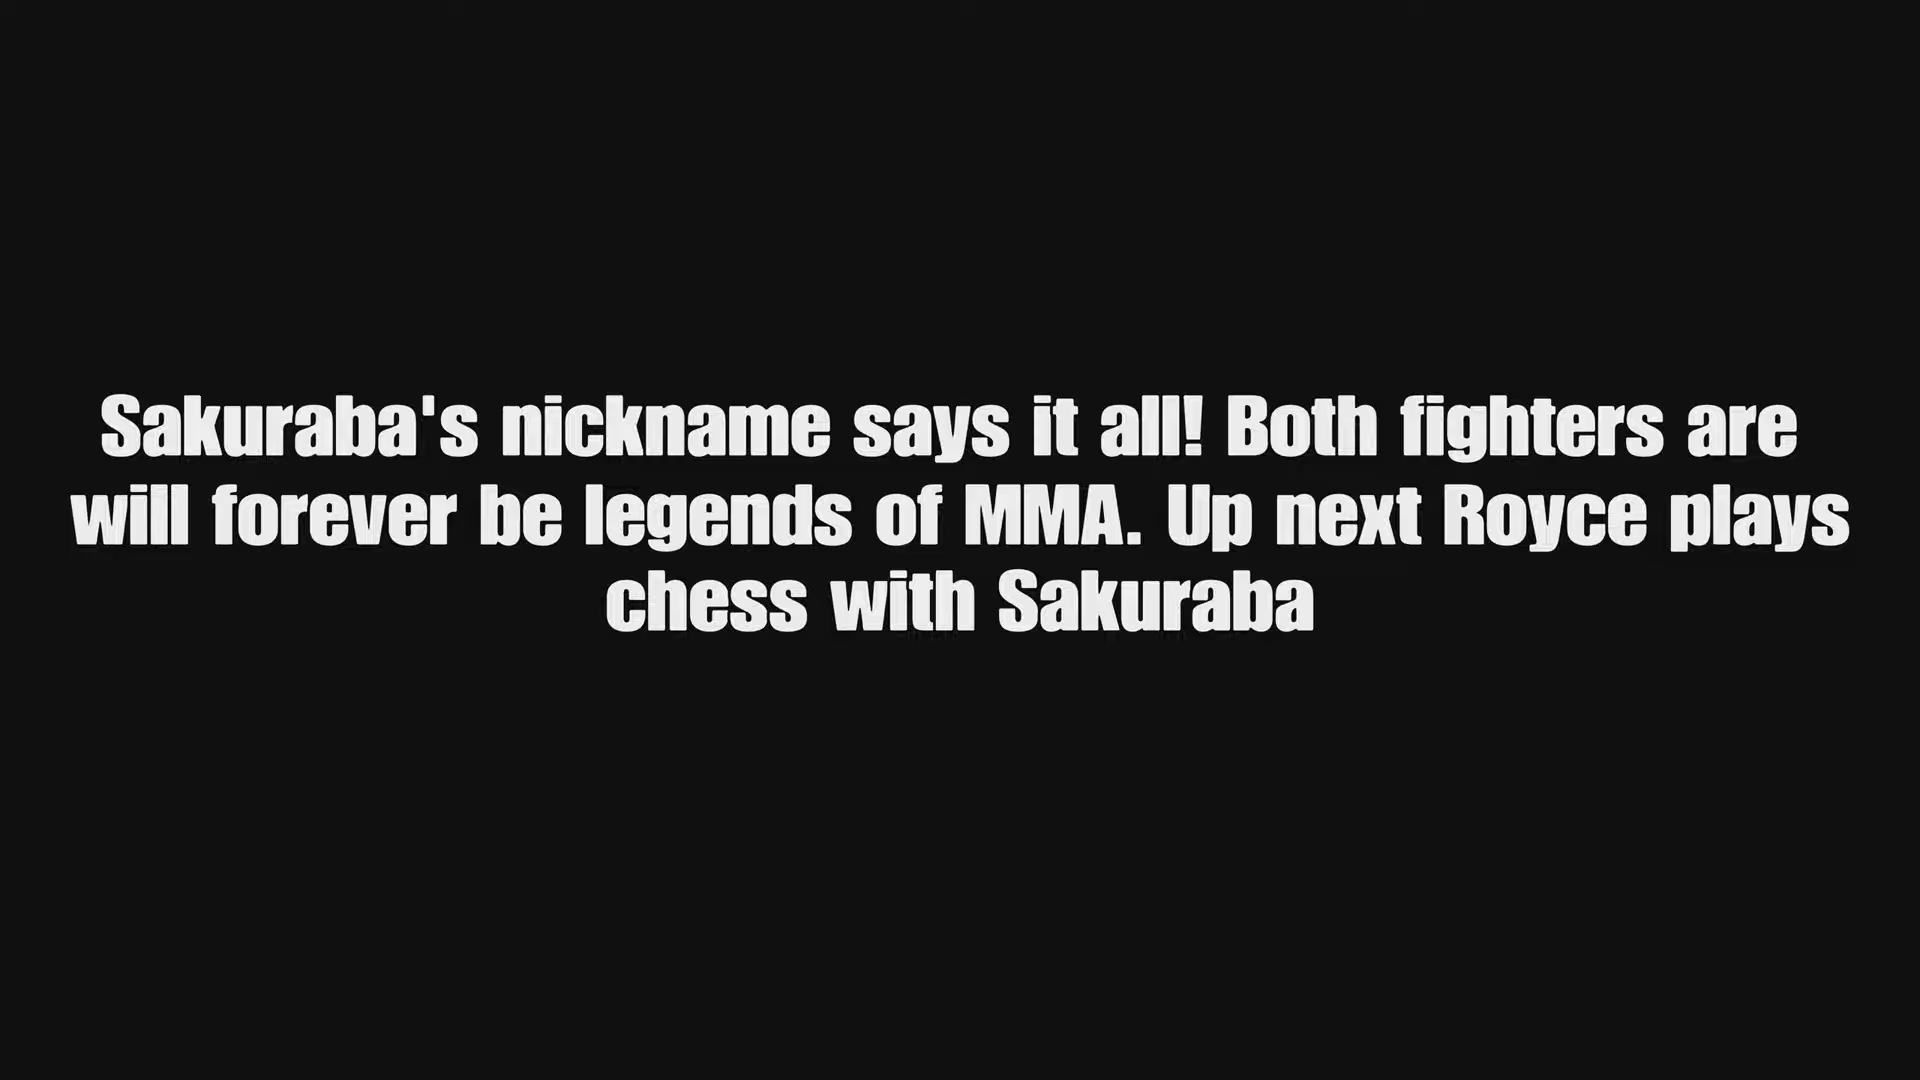 Sakuraba's nickname says it all! Both fighters are
will forever be legends of MMA. Up next Royce plays
chess with Sakuraba